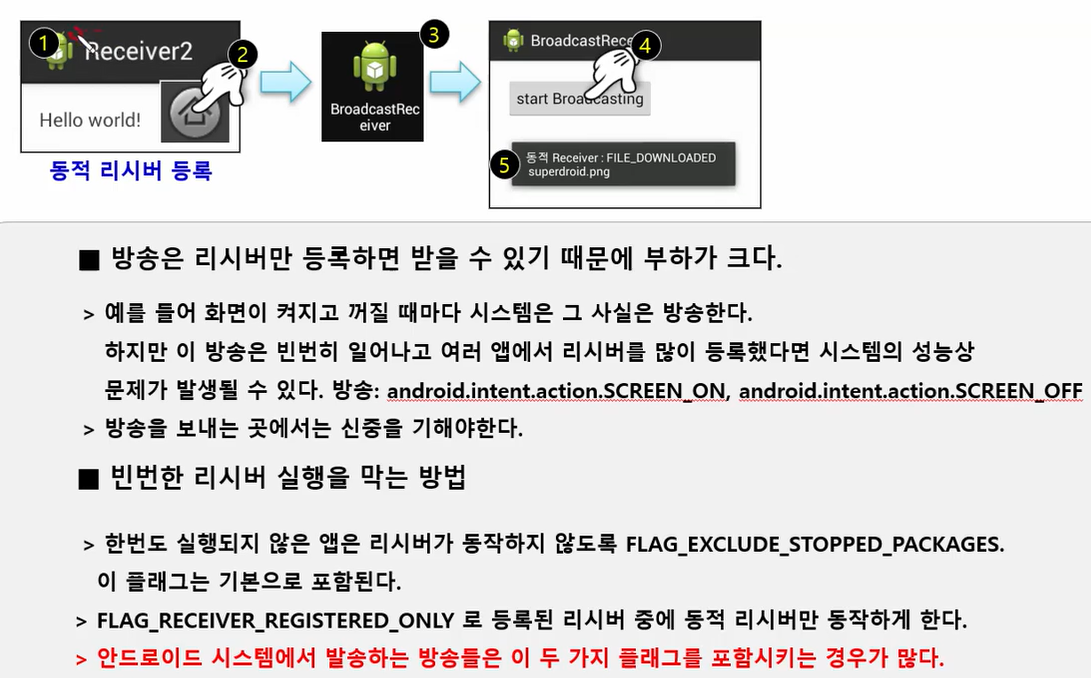 1
Receiver2
2
Hello world!
동적 리시버 등록
3
BroadcastRec
eiver
BroadcastRece
4
start Broadcasting
5
동적 Receiver : FILE_DOWNLOADED
superdroid.png
■ 방송은 리시버만 등록하면 받을 수 있기 때문에 부하가 크다.
> 예를 들어 화면이 켜지고 꺼질 때마다 시스템은 그 사실은 방송한다.
하지만 이 방송은 빈번히 일어나고 여러 앱에서 리시버를 많이 등록했다면 시스템의 성능상
문제가 발생될 수 있다. 방송: android.intent.action.SCREEN_ON, android.intent.action.SCREEN_OFF
> 방송을 보내는 곳에서는 신중을 기해야한다.
■ 빈번한 리시버 실행을 막는 방법
> 한번도 실행되지 않은 앱은 리시버가 동작하지 않도록 FLAG_EXCLUDE_STOPPED_PACKAGES.
이 플래그는 기본으로 포함된다.
> FLAG_RECEIVER_REGISTERED_ONLY 로 등록된 리시버 중에 동적 리시버만 동작하게 한다.
> 안드로이드 시스템에서 발송하는 방송들은 이 두 가지 플래그를 포함시키는 경우가 많다.